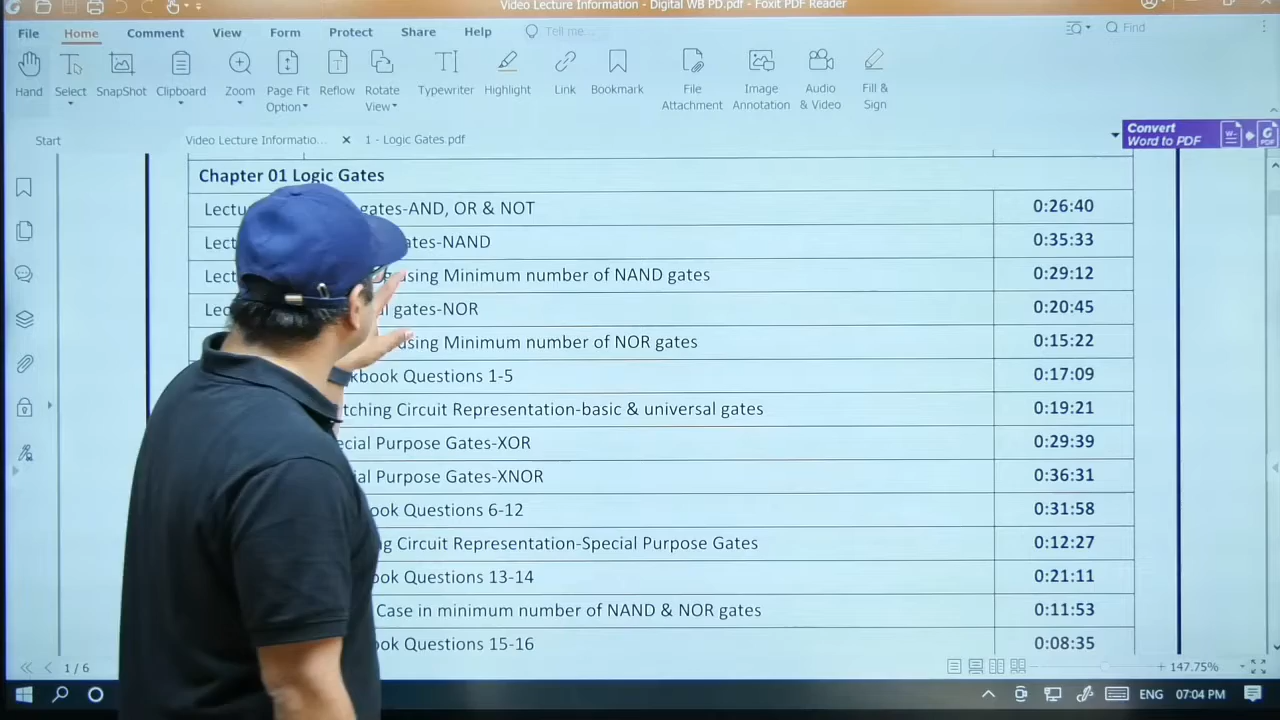 Video Lecture Information - Digital WB PD.pdf - Foxit PDF Reader
File Home Comment View Form Protect Share Help Tell me... Find
Hand Select SnapShot Clipboard Zoom Page Fit Option Reflow Rotate View Typewriter Highlight Link Bookmark File Attachment Image Annotation Audio & Video Fill & Sign
Start Video Lecture Informatio... 1 - Logic Gates.pdf Convert Word to PDF
Chapter 01 Logic Gates
gates-AND, OR & NOT 0:26:40
-NAND 0:35:33
using Minimum number of NAND gates 0:29:12
gates-NOR 0:20:45
using Minimum number of NOR gates 0:15:22
Questions 1-5 0:17:09
Circuit Representation-basic & universal gates 0:19:21
Purpose Gates-XOR 0:29:39
Purpose Gates-XNOR 0:36:31
Questions 6-12 0:31:58
Circuit Representation-Special Purpose Gates 0:12:27
Questions 13-14 0:21:11
Case in minimum number of NAND & NOR gates 0:11:53
Questions 15-16 0:08:35
1 / 6 147.75%
ENG 07:04 PM